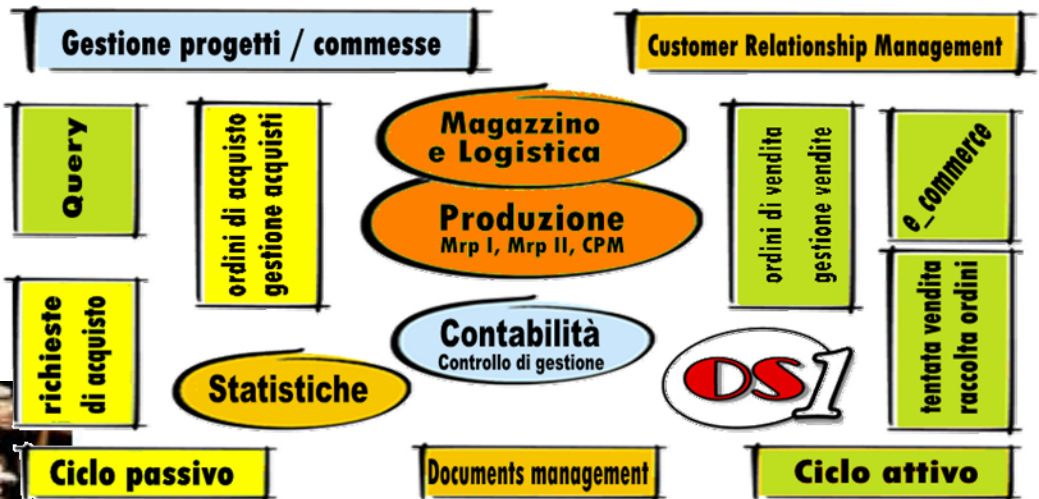 Gestione progetti / commesse
Customer Relationship Management
Query
ordini di acquisto
gestione acquisti
Magazzino
e Logistica
Produzione
Mrp I, Mrp II, CPM
ordini di vendita
gestione vendite
e_commerce
richieste
di acquisto
Statistiche
Contabilità
Controllo di gestione
OS1
tentata vendita
raccolta ordini
Ciclo passivo
Documents management
Ciclo attivo